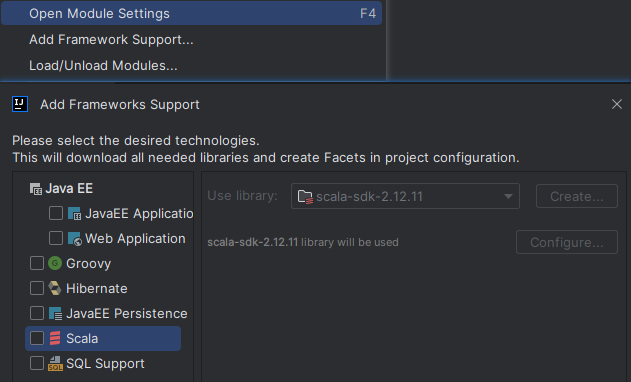 Open Module Settings F4
Add Framework Support...
Load/Unload Modules...
Add Frameworks Support
Please select the desired technologies.
This will download all needed libraries and create Facets in project configuration.
Java EE
JavaEE Applicatio
Web Application
Groovy
Hibernate
JavaEE Persistence
Scala
SQL Support
Use library: scala-sdk-2.12.11 Create...
scala-sdk-2.12.11 library will be used Configure...